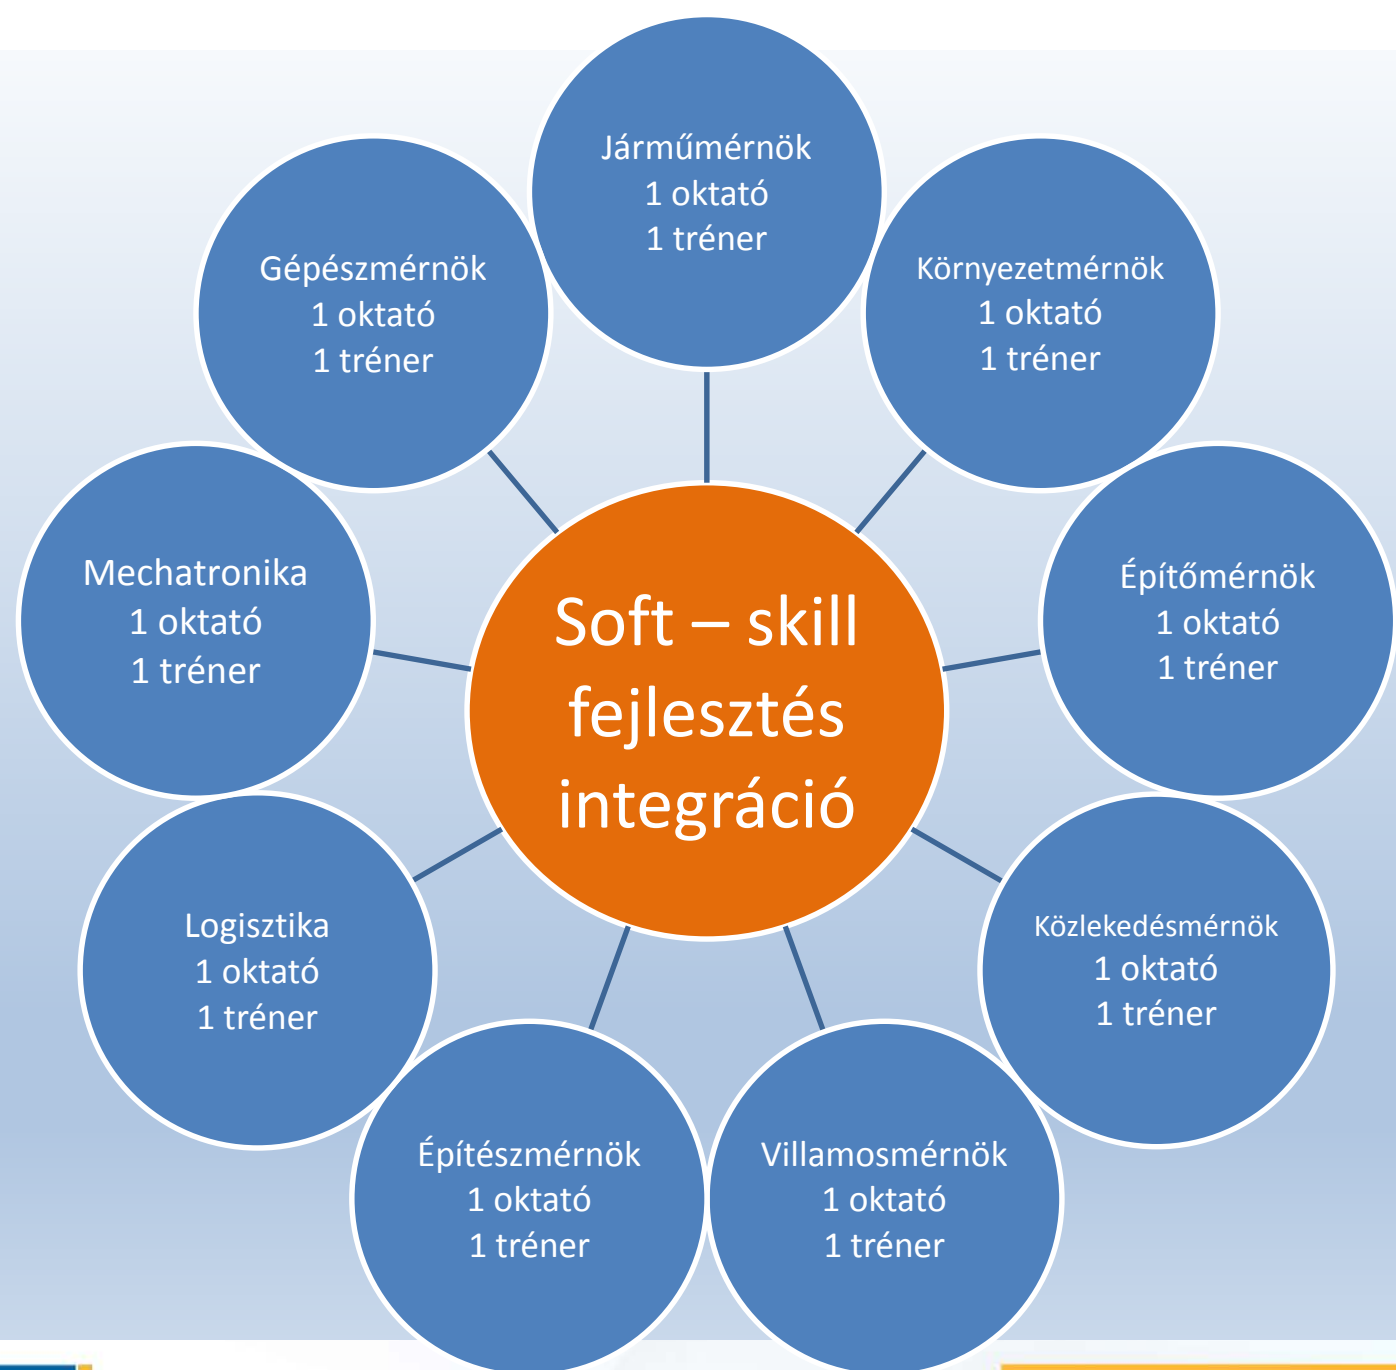 Járműmérnök
1 oktató
1 tréner
Környezetmérnök
1 oktató
1 tréner
Építőmérnök
1 oktató
1 tréner
Közlekedésmérnök
1 oktató
1 tréner
Villamosmérnök
1 oktató
1 tréner
Építészmérnök
1 oktató
1 tréner
Logisztika
1 oktató
1 tréner
Mechatronika
1 oktató
1 tréner
Gépészmérnök
1 oktató
1 tréner
Soft – skill
fejlesztés
integráció